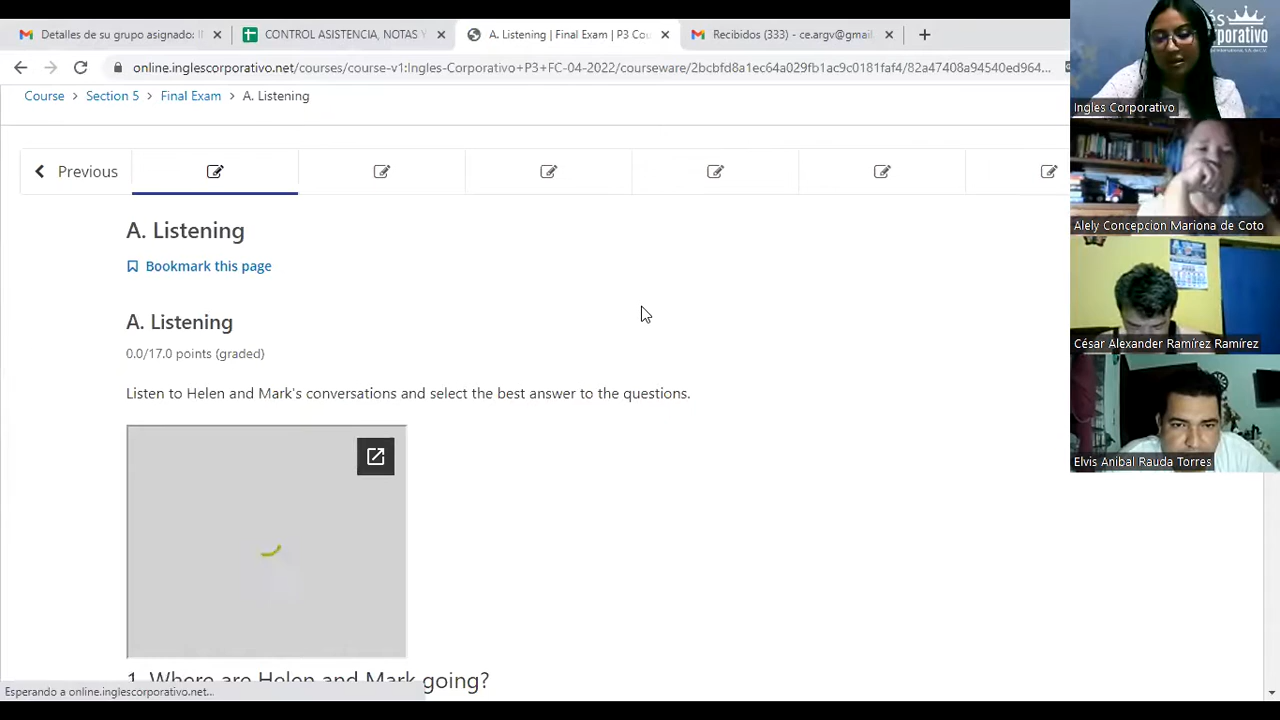 Detalles de su grupo asignado: I
CONTROL ASISTENCIA, NOTAS Y
A. Listening | Final Exam | P3 Cou
Recibidos (333) - ce.argv@gmail.
online.inglescorporativo.net/courses/course-v1:Ingles-Corporativo+P3+FC-04-2022/courseware/2bcbfd8a1ec64a029fb1ac9c0181faf4/82a47408a94540ed964...
Course > Section 5 > Final Exam > A. Listening
Previous
A. Listening
Bookmark this page
A. Listening
0.0/17.0 points (graded)
Listen to Helen and Mark's conversations and select the best answer to the questions.
1. Where are Helen and Mark going?
Esperando a online.inglescorporativo.net...
Ingles Corporativo
Alely Concepcion Mariona de Coto
César Alexander Ramírez Ramírez
Elvis Anibal Rauda Torres